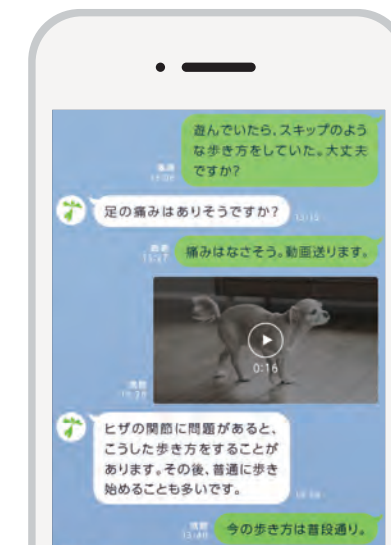 遊んでいたら、スキップのよう
な歩き方をしていた。大丈夫
ですか?
足の痛みはありそうですか?
痛みはなさそう。動画送ります。
0:16
ヒザの関節に問題があると、
こうした歩き方をすることが
あります。その後、普通に歩き
始めることも多いです。
今の歩き方は普段通り。